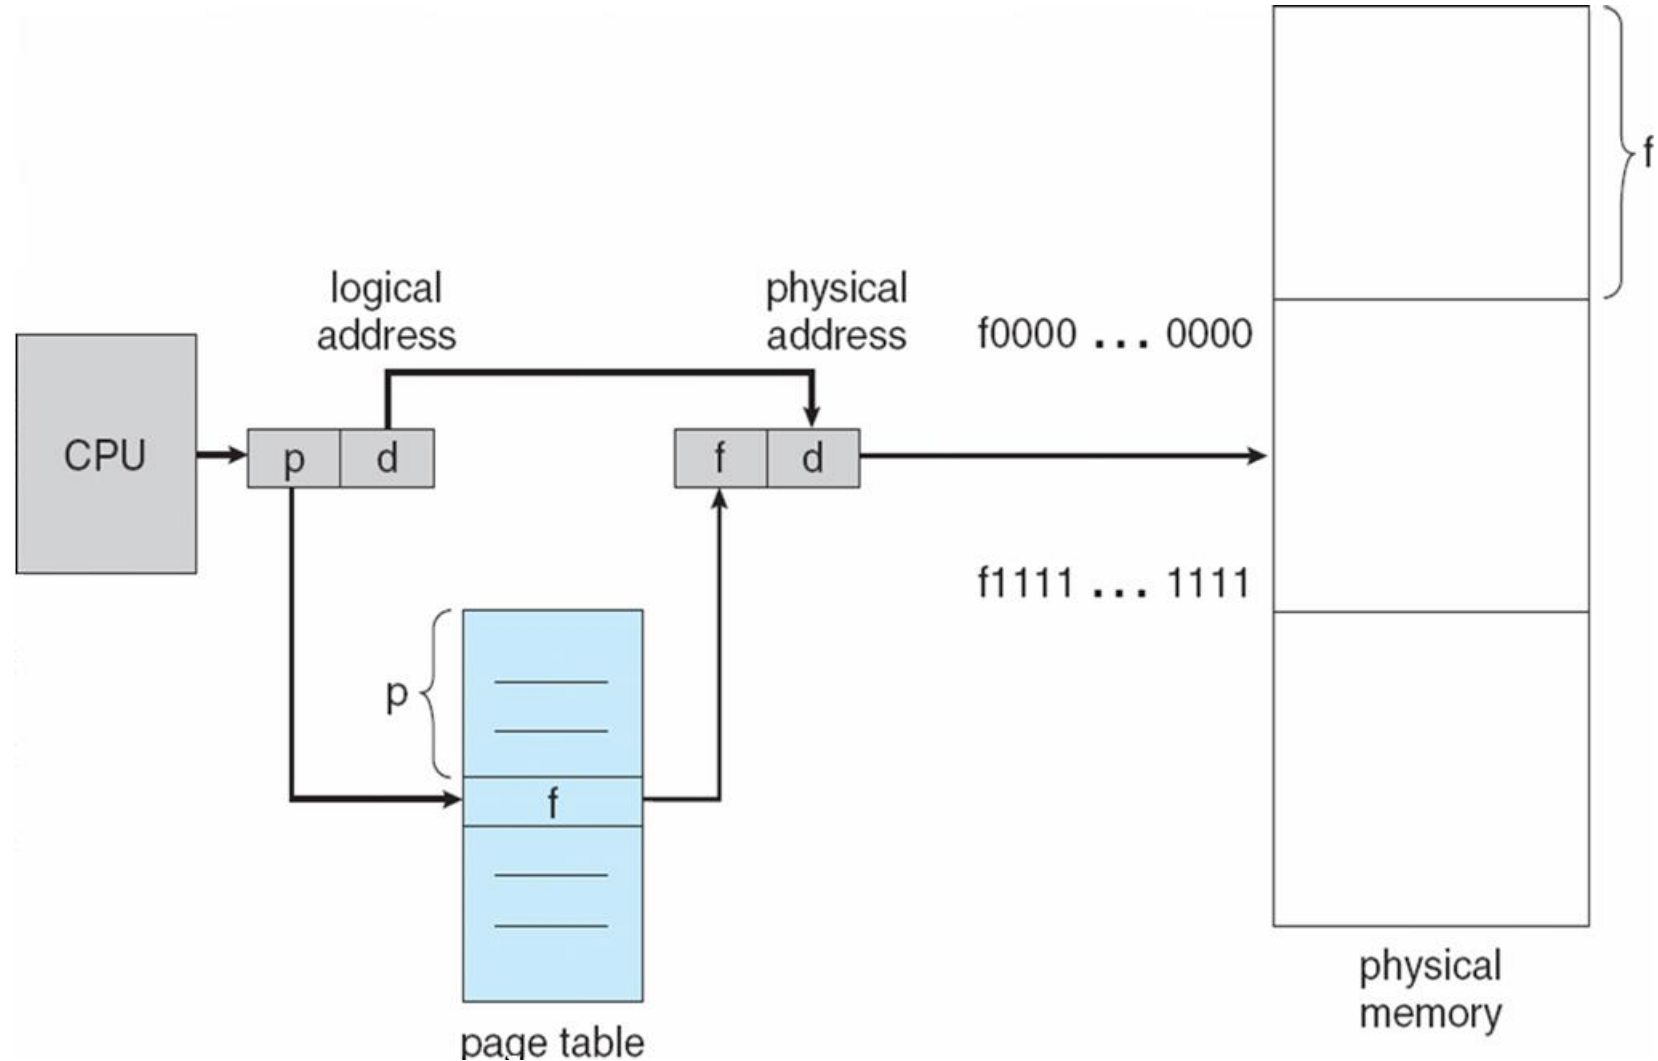 f
logical
address
physical
address
f0000 ... 0000
CPU
p
d
f
d
f1111 ... 1111
p
f
physical
memory
page table